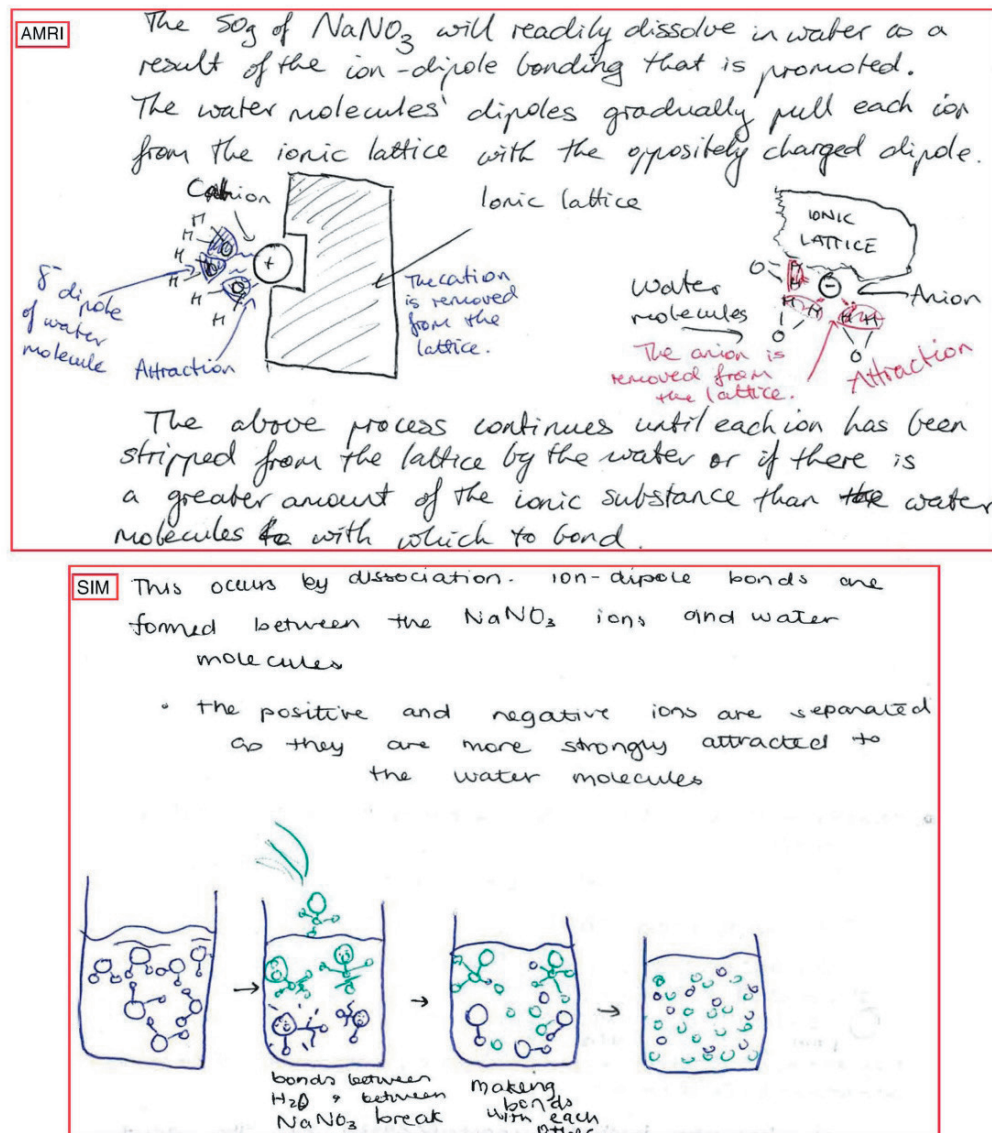 AMRI
The 50g of NaNO₃ will readily dissolve in water as a
result of the ion-dipole bonding that is promoted.
The water molecules' dipoles gradually pull each ion
from the ionic lattice with the oppositely charged dipole.
Cathion
Ionic lattice
H
H
H
H
H
+
δ⁻ dipole
of water
molecule
Attraction
The cation
is removed
from the
lattice.
IONIC
LATTICE
O
H
H
-
Anion
Water
molecules
H H
H H
O
O
The anion is
removed from
the lattice.
Attraction
The above process continues until each ion has been
stripped from the lattice by the water or if there is
a greater amount of the ionic substance than the water
molecules to with which to bond.
SIM
This occurs by dissociation. ion-dipole bonds are
formed between the NaNO₃ ions and water
molecules
• the positive and negative ions are separated
as they are more strongly attracted to
the water molecules
bonds between
H₂O & between
NaNO₃ break
making
bonds
with each
other